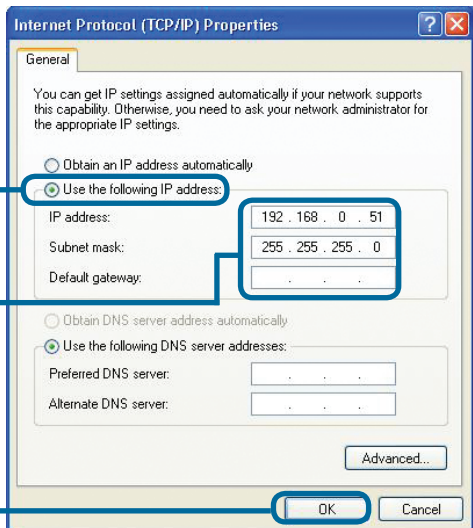 Internet Protocol (TCP/IP) Properties
General
You can get IP settings assigned automatically if your network supports
this capability. Otherwise, you need to ask your network administrator for
the appropriate IP settings.
Obtain an IP address automatically
Use the following IP address:
IP address: 192 . 168 . 0 . 51
Subnet mask: 255 . 255 . 255 . 0
Default gateway: . . .
Obtain DNS server address automatically
Use the following DNS server addresses:
Preferred DNS server: . . .
Alternate DNS server: . . .
Advanced...
OK Cancel